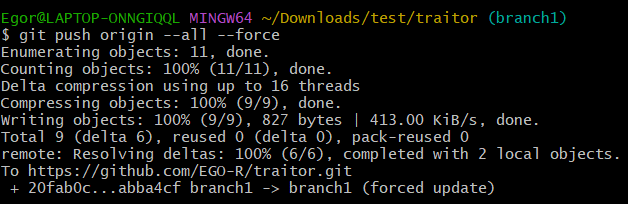 Egor@LAPTOP-ONNGIQQL MINGW64 ~/Downloads/test/traitor (branch1)
$ git push origin --all --force
Enumerating objects: 11, done.
Counting objects: 100% (11/11), done.
Delta compression using up to 16 threads
Compressing objects: 100% (9/9), done.
Writing objects: 100% (9/9), 827 bytes | 413.00 KiB/s, done.
Total 9 (delta 6), reused 0 (delta 0), pack-reused 0
remote: Resolving deltas: 100% (6/6), completed with 2 local objects.
To https://github.com/EGO-R/traitor.git
 + 20fab0c...abba4cf branch1 -> branch1 (forced update)